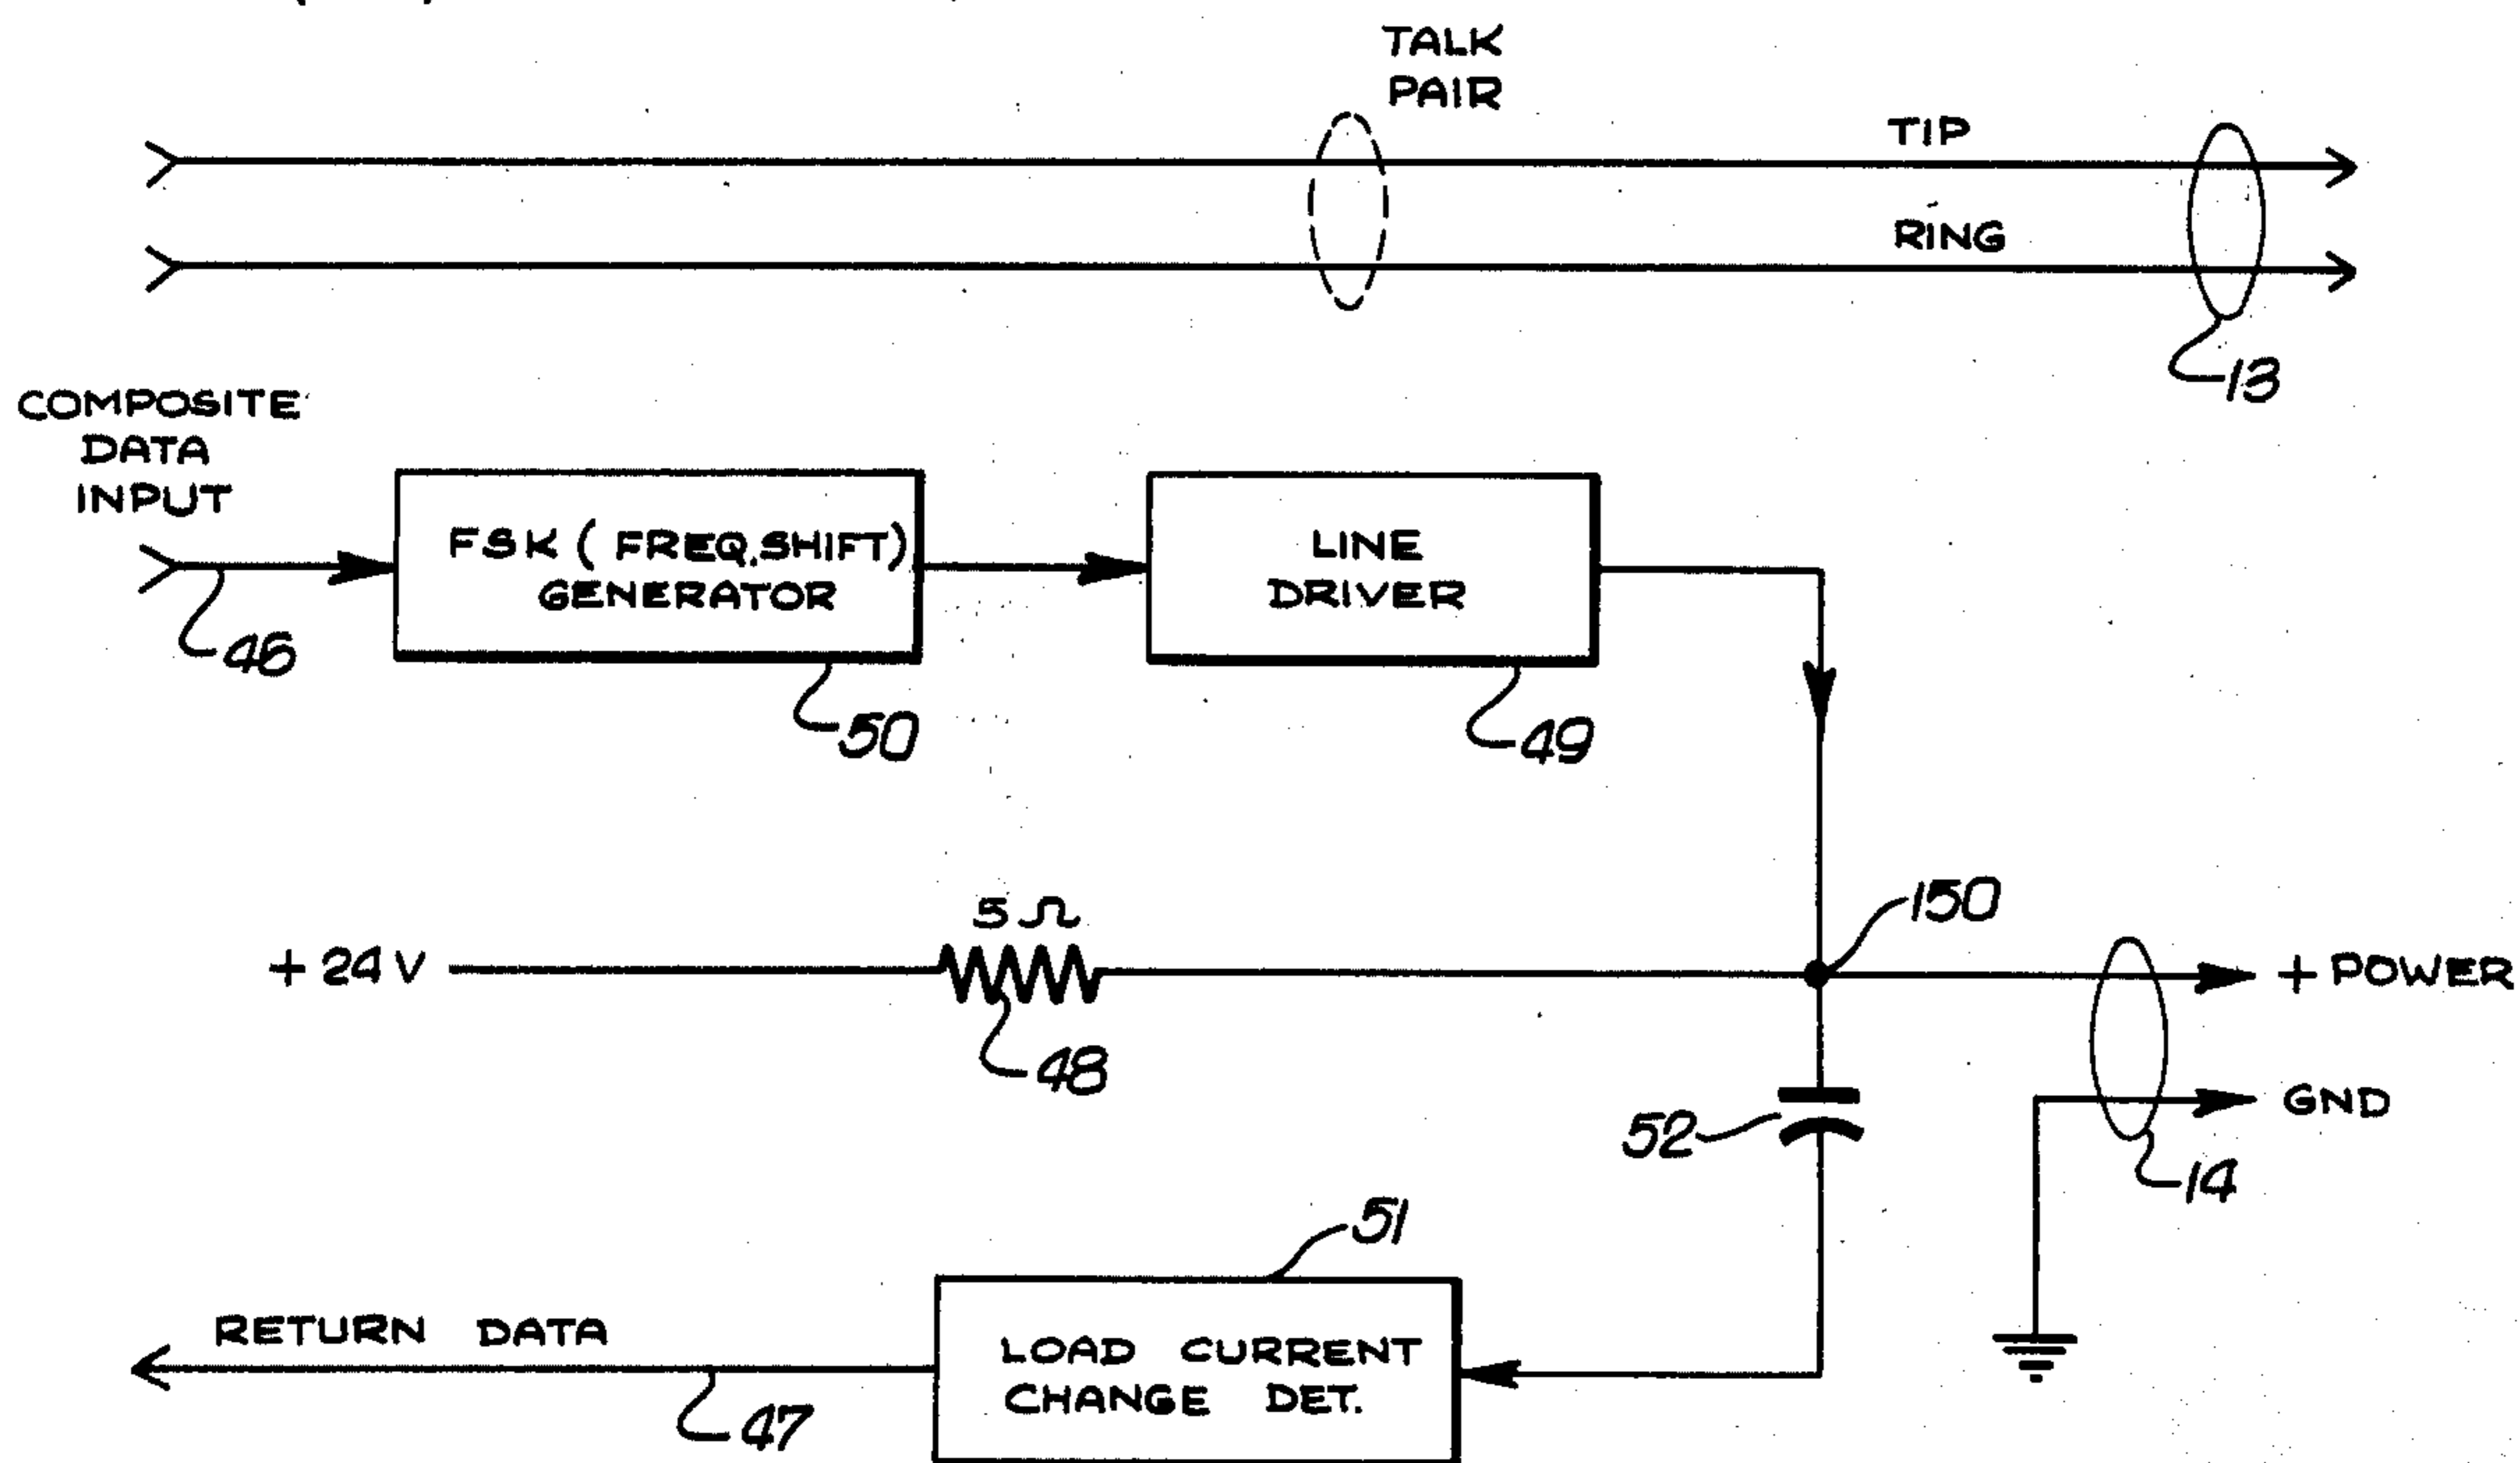 TALK
PAIR
TIP
RING
13
COMPOSITE
DATA
INPUT
FSK ( FREQ. SHIFT)
GENERATOR
LINE
DRIVER
46
50
49
5 Ω
150
+ 24 V
+ POWER
48
GND
52
14
51
RETURN DATA
LOAD CURRENT
CHANGE DET.
47